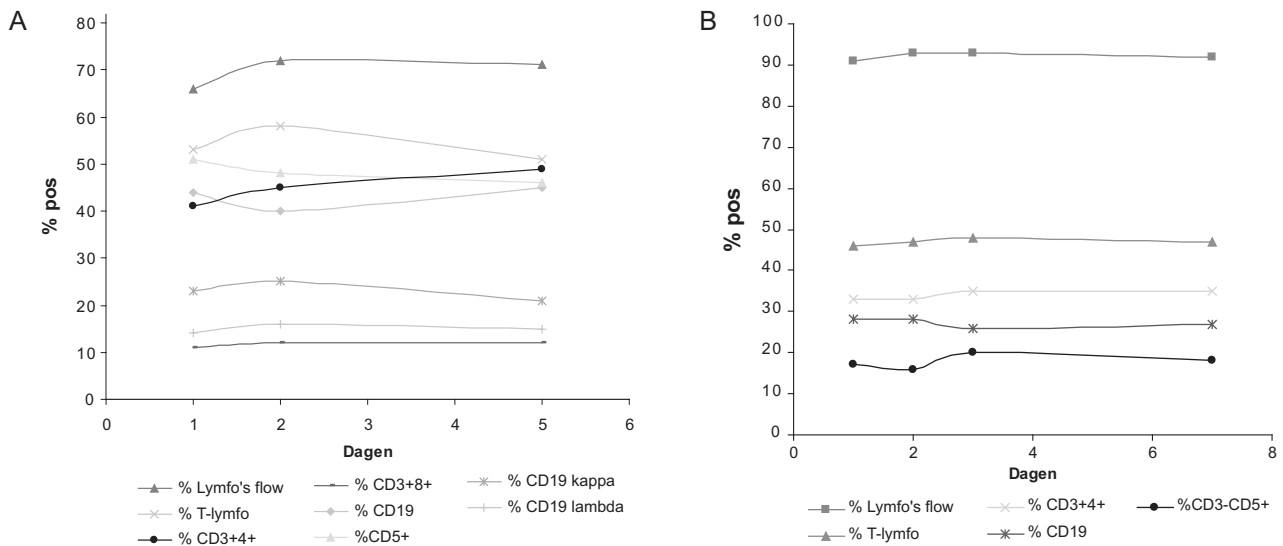 A
80
70
60
50
40
30
20
10
0
% pos
0 1 2 3 4 5 6
Dagen
% Lymfo's flow
% T-lymfo
% CD3+4+
% CD3+8+
% CD19
%CD5+
% CD19 kappa
% CD19 lambda
B
100
90
80
70
60
50
40
30
20
10
0
% pos
0 2 4 6 8
Dagen
% Lymfo's flow
% T-lymfo
% CD3+4+
% CD19
%CD3-CD5+